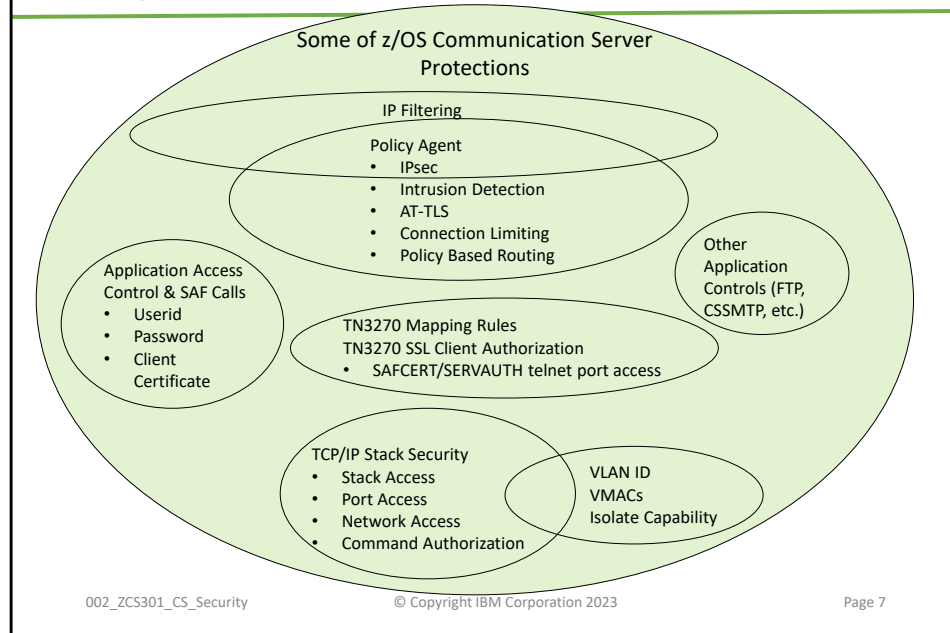 Some of z/OS Communication Server
Protections
IP Filtering
Policy Agent
• IPsec
• Intrusion Detection
• AT-TLS
• Connection Limiting
• Policy Based Routing
Other
Application
Controls (FTP,
CSSMTP, etc.)
Application Access
Control & SAF Calls
• Userid
• Password
• Client
Certificate
TN3270 Mapping Rules
TN3270 SSL Client Authorization
• SAFCERT/SERVAUTH telnet port access
TCP/IP Stack Security
• Stack Access
• Port Access
• Network Access
• Command Authorization
VLAN ID
VMACs
Isolate Capability
002_ZCS301_CS_Security
© Copyright IBM Corporation 2023
Page 7